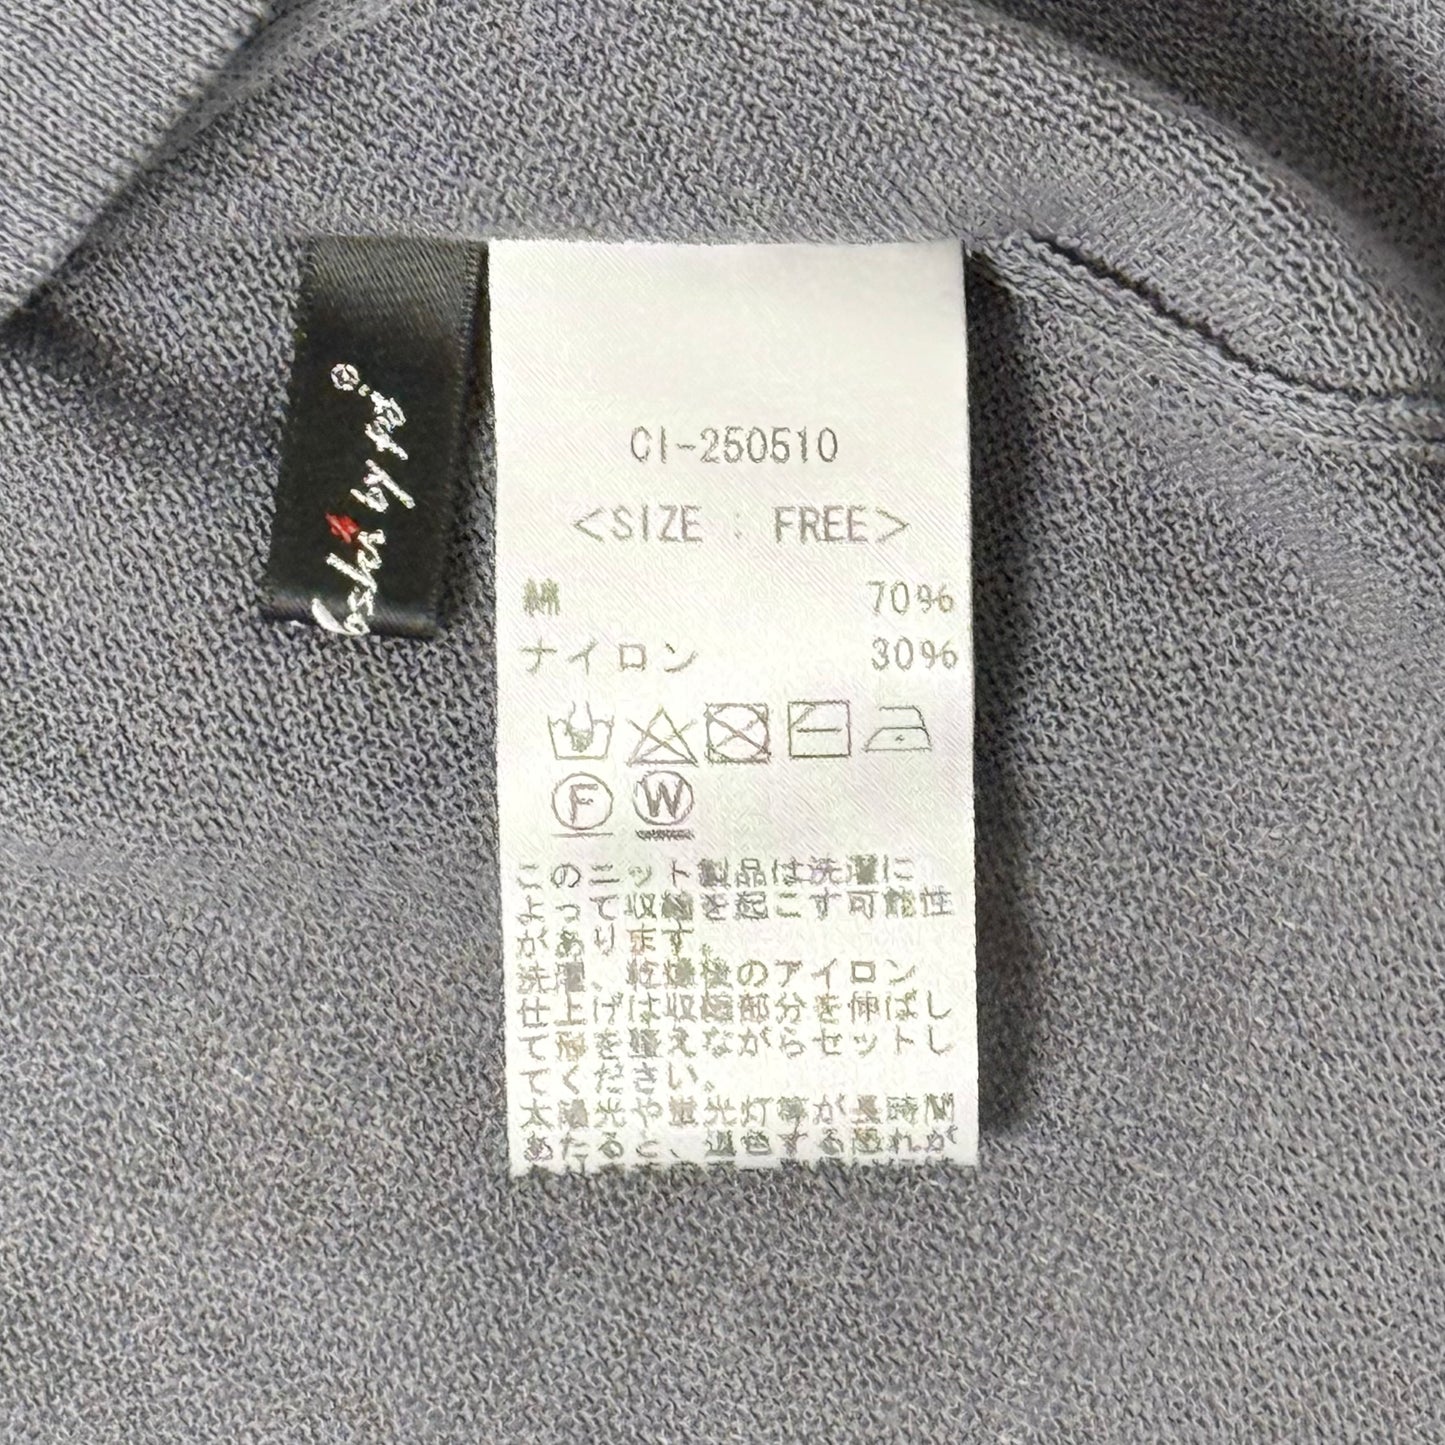 CI-250510
<SIZE : FREE>
綿 70%
ナイロン 30%
F W
このニット製品は洗濯に
よって収縮を起こす可能性
があります。
洗濯、乾燥後のアイロン
仕上げは収縮部分を伸ばし
て形を整えながらセットし
てください。
太陽光や蛍光灯等が長時間
あたると、退色する恐れが